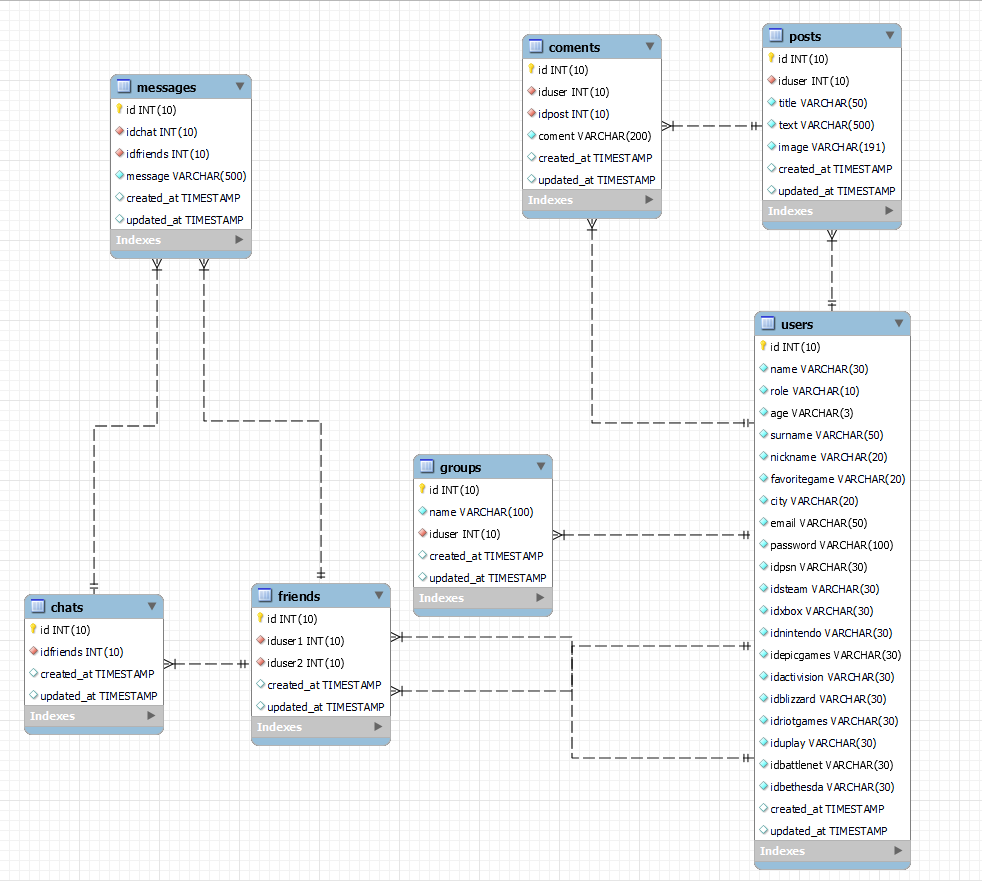 messages
id INT(10)
idchat INT(10)
idfriends INT(10)
message VARCHAR(500)
created_at TIMESTAMP
updated_at TIMESTAMP
Indexes
coments
id INT(10)
iduser INT(10)
idpost INT(10)
coment VARCHAR(200)
created_at TIMESTAMP
updated_at TIMESTAMP
Indexes
posts
id INT(10)
iduser INT(10)
title VARCHAR(50)
text VARCHAR(500)
image VARCHAR(191)
created_at TIMESTAMP
updated_at TIMESTAMP
Indexes
users
id INT(10)
name VARCHAR(30)
role VARCHAR(10)
age VARCHAR(3)
surname VARCHAR(50)
nickname VARCHAR(20)
favoritegame VARCHAR(20)
city VARCHAR(20)
email VARCHAR(50)
password VARCHAR(100)
idpsn VARCHAR(30)
idsteam VARCHAR(30)
idxbox VARCHAR(30)
idnintendo VARCHAR(30)
idepicgames VARCHAR(30)
idactivision VARCHAR(30)
idblizzard VARCHAR(30)
idriotgames VARCHAR(30)
iduplay VARCHAR(30)
idbattlenet VARCHAR(30)
idbethesda VARCHAR(30)
created_at TIMESTAMP
updated_at TIMESTAMP
Indexes
groups
id INT(10)
name VARCHAR(100)
iduser INT(10)
created_at TIMESTAMP
updated_at TIMESTAMP
Indexes
chats
id INT(10)
idfriends INT(10)
created_at TIMESTAMP
updated_at TIMESTAMP
Indexes
friends
id INT(10)
iduser1 INT(10)
iduser2 INT(10)
created_at TIMESTAMP
updated_at TIMESTAMP
Indexes